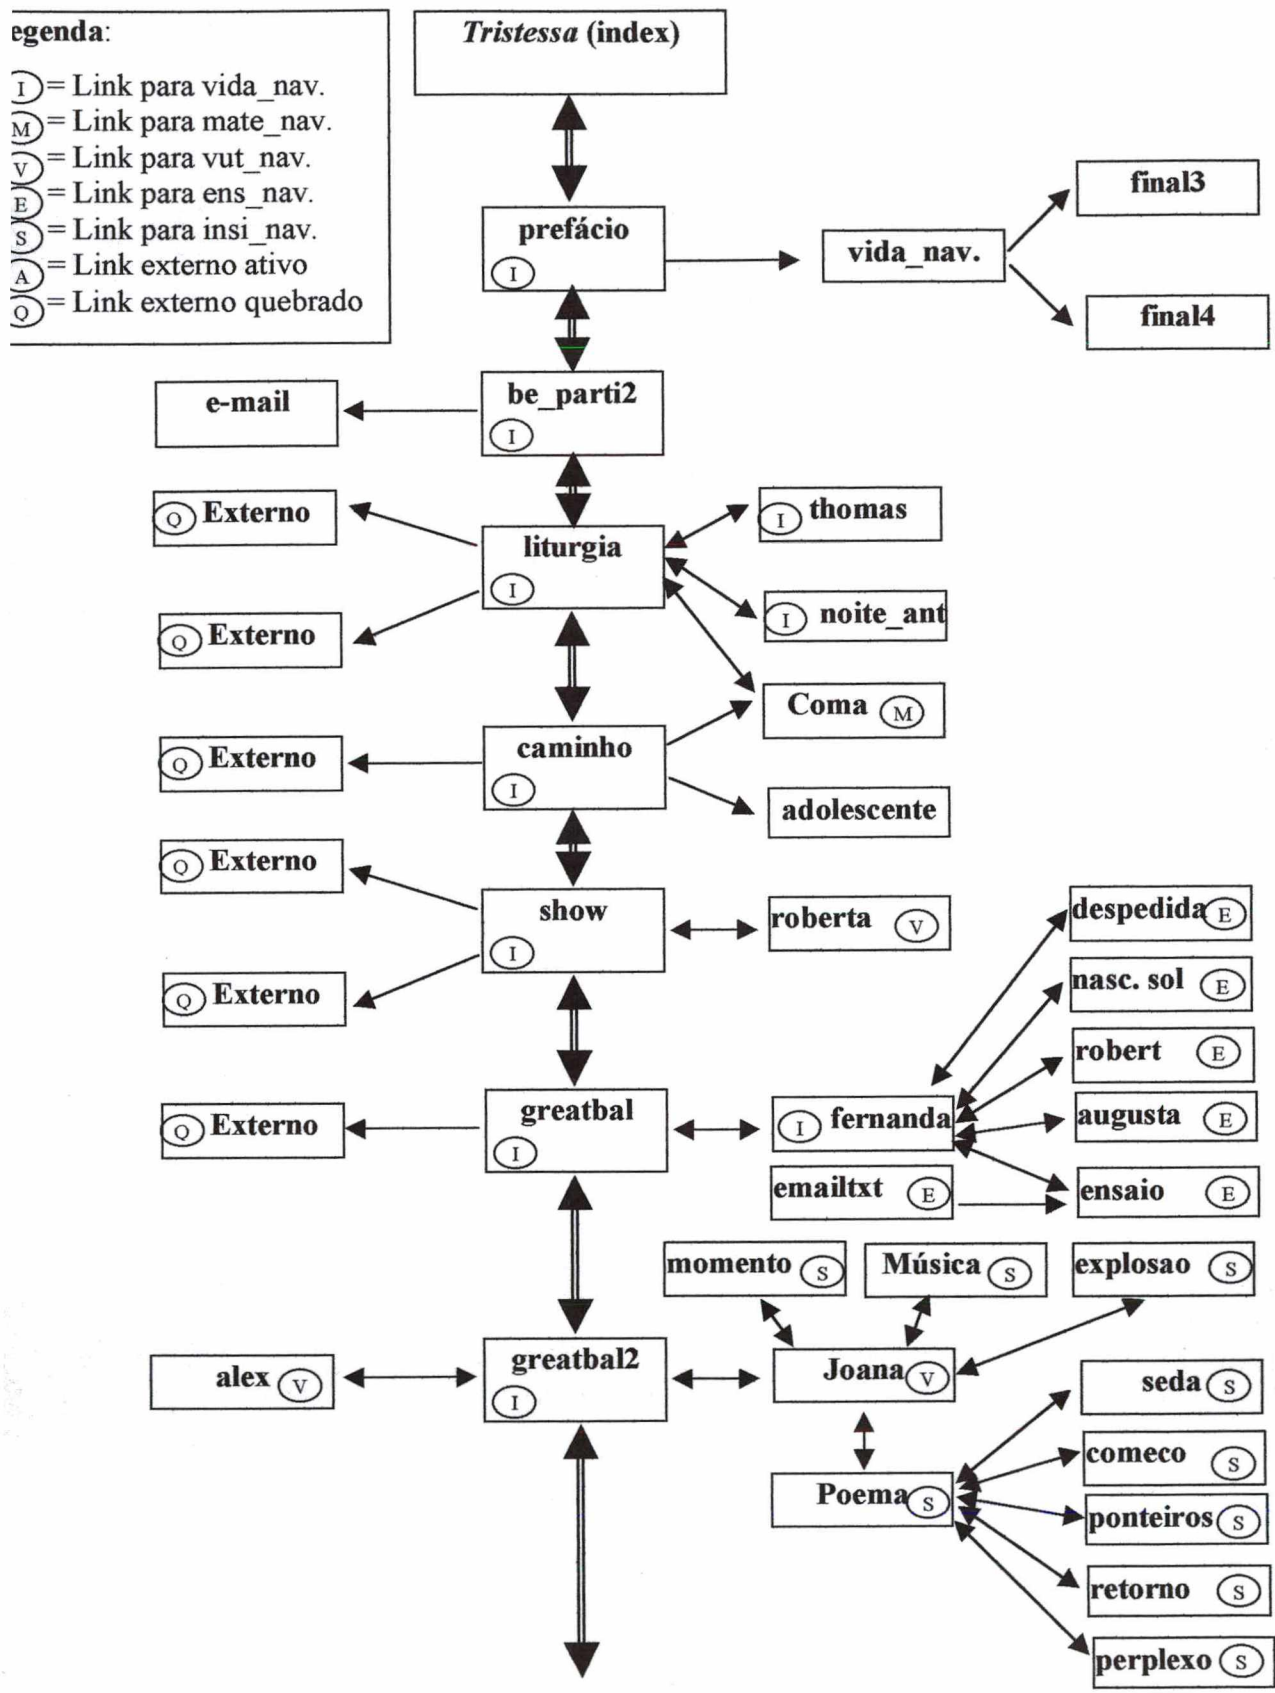 egenda:
I = Link para vida_nav.
M = Link para mate_nav.
V = Link para vut_nav.
E = Link para ens_nav.
S = Link para insi_nav.
A = Link externo ativo
Q = Link externo quebrado
Tristessa (index)
prefácio
I
vida_nav.
final3
final4
e-mail
be_parti2
I
Q Externo
Q Externo
liturgia
I
I thomas
I noite_ant
Coma M
Q Externo
caminho
I
adolescente
Q Externo
Q Externo
show
I
roberta V
despedida E
nasc. sol E
robert E
augusta E
ensaio E
Q Externo
greatbal
I
I fernanda
emailtxt E
momento S
Música S
explosao S
alex V
greatbal2
I
Joana V
Poema S
seda S
comeco S
ponteiros S
retorno S
perplexo S